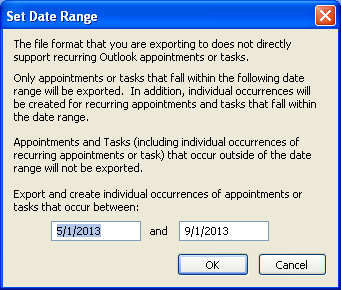 Set Date Range
The file format that you are exporting to does not directly
support recurring Outlook appointments or tasks.
Only appointments or tasks that fall within the following date
range will be exported.  In addition, individual occurrences will
be created for recurring appointments and tasks that fall within
the date range.
Appointments and Tasks (including individual occurrences of
recurring appointments or task) that occur outside of the date
range will not be exported.
Export and create individual occurrences of appointments or
tasks that occur between:
5/1/2013 and 9/1/2013
OK Cancel